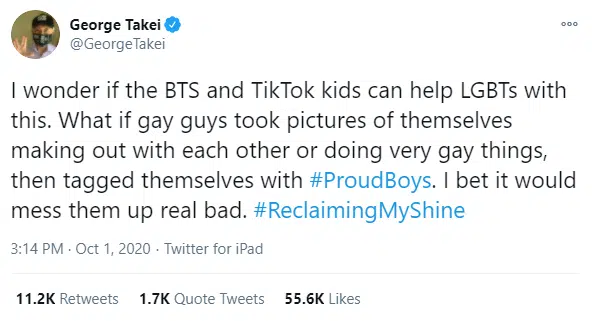 George Takei
@GeorgeTakei
I wonder if the BTS and TikTok kids can help LGBTs with
this. What if gay guys took pictures of themselves
making out with each other or doing very gay things,
then tagged themselves with #ProudBoys. I bet it would
mess them up real bad. #ReclaimingMyShine
3:14 PM · Oct 1, 2020 · Twitter for iPad
11.2K Retweets 1.7K Quote Tweets 55.6K Likes